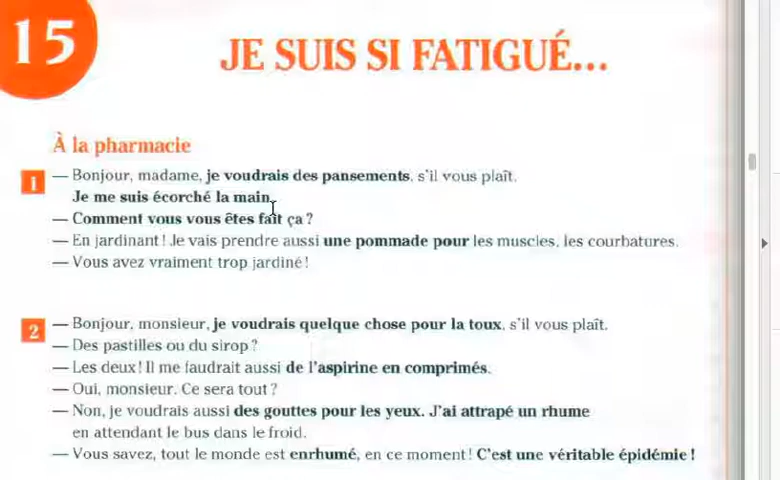 15
JE SUIS SI FATIGUÉ...
À la pharmacie
1
— Bonjour, madame, je voudrais des pansements, s'il vous plaît.
Je me suis écorché la main.
— Comment vous vous êtes fait ça ?
— En jardinant ! Je vais prendre aussi une pommade pour les muscles, les courbatures.
— Vous avez vraiment trop jardiné !
2
— Bonjour, monsieur, je voudrais quelque chose pour la toux, s'il vous plaît.
— Des pastilles ou du sirop ?
— Les deux ! Il me faudrait aussi de l'aspirine en comprimés.
— Oui, monsieur. Ce sera tout ?
— Non, je voudrais aussi des gouttes pour les yeux. J'ai attrapé un rhume
en attendant le bus dans le froid.
— Vous savez, tout le monde est enrhumé, en ce moment ! C'est une véritable épidémie !